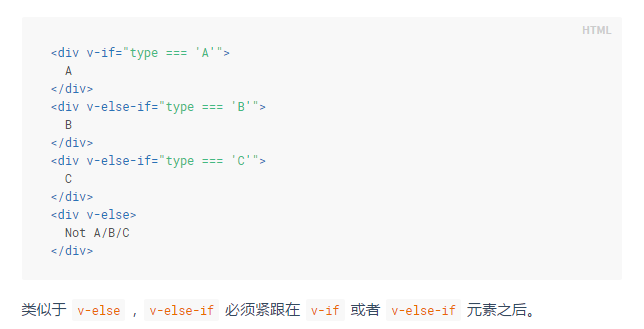 HTML
<div v-if="type === 'A'">
  A
</div>
<div v-else-if="type === 'B'">
  B
</div>
<div v-else-if="type === 'C'">
  C
</div>
<div v-else>
  Not A/B/C
</div>
类似于 v-else ，v-else-if 必须紧跟在 v-if 或者 v-else-if 元素之后。